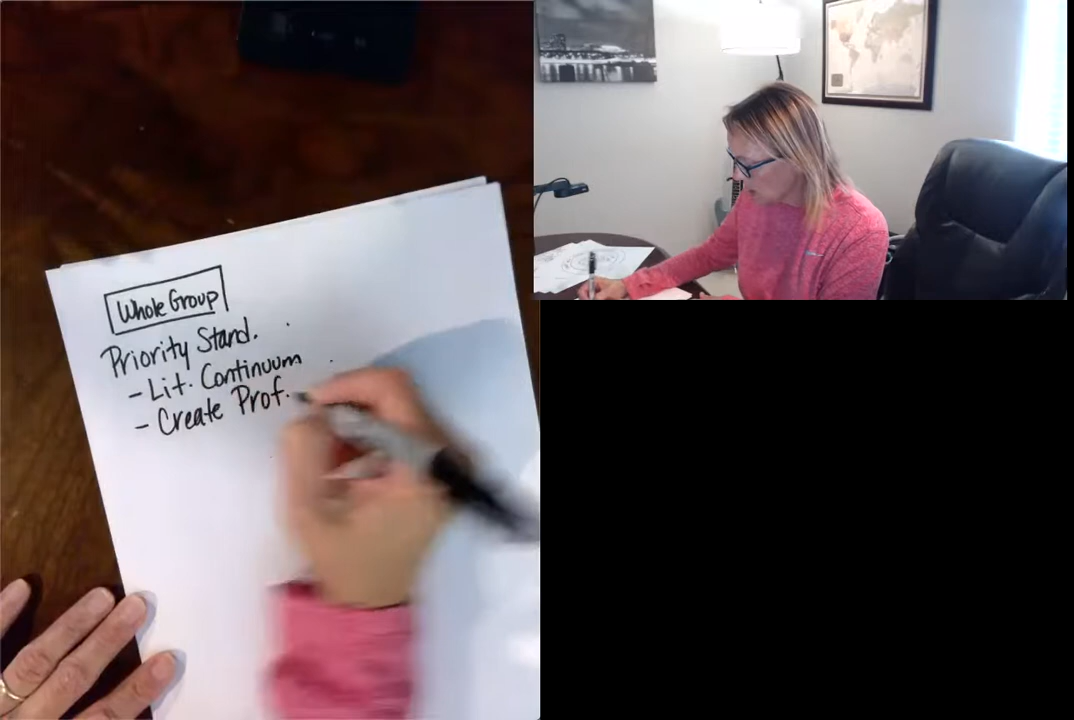 Whole Group
Priority Stand.
- Lit. Continuum
- Create Prof.